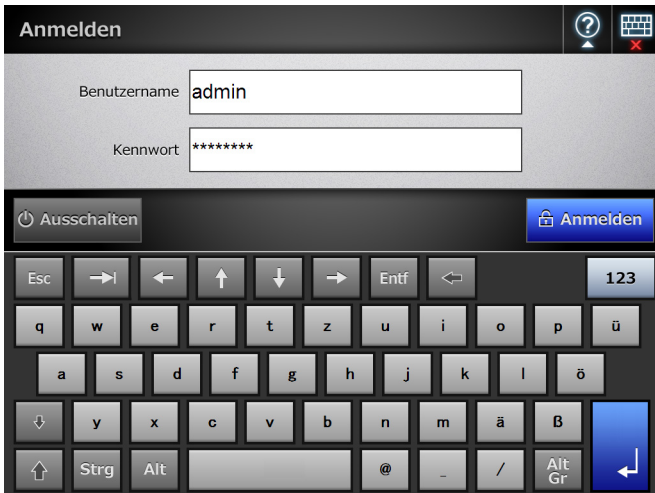 Anmelden
Benutzername admin
Kennwort ********
Ausschalten Anmelden
Esc Entf 123
q w e r t z u i o p ü
a s d f g h j k l ö
y x c v b n m ä ß
Strg Alt @ _ / Alt Gr